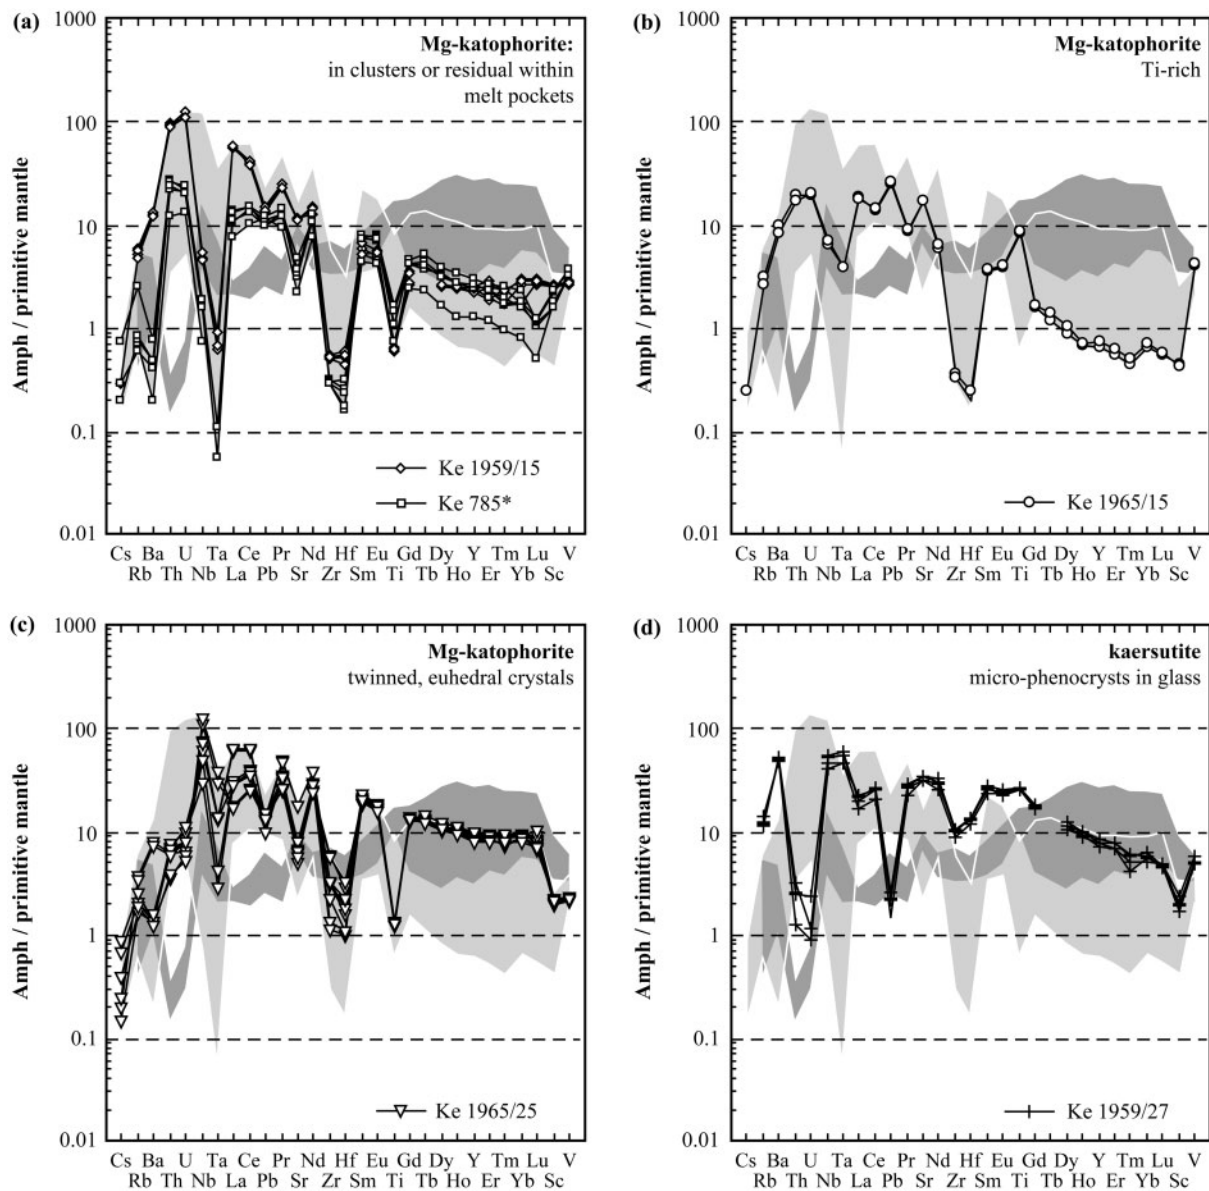 (a)
1000
100
10
1
0.1
0.01
Amph / primitive mantle
Mg-katophorite:
in clusters or residual within
melt pockets
Ke 1959/15
Ke 785*
Cs Ba U Ta Ce Pr Nd Hf Eu Gd Dy Y Tm Lu V
Rb Th Nb La Pb Sr Zr Sm Ti Tb Ho Er Yb Sc
(b)
1000
100
10
1
0.1
0.01
Amph / primitive mantle
Mg-katophorite
Ti-rich
Ke 1965/15
Cs Ba U Ta Ce Pr Nd Hf Eu Gd Dy Y Tm Lu V
Rb Th Nb La Pb Sr Zr Sm Ti Tb Ho Er Yb Sc
(c)
1000
100
10
1
0.1
0.01
Amph / primitive mantle
Mg-katophorite
twinned, euhedral crystals
Ke 1965/25
Cs Ba U Ta Ce Pr Nd Hf Eu Gd Dy Y Tm Lu V
Rb Th Nb La Pb Sr Zr Sm Ti Tb Ho Er Yb Sc
(d)
1000
100
10
1
0.1
0.01
Amph / primitive mantle
kaersutite
micro-phenocrysts in glass
Ke 1959/27
Cs Ba U Ta Ce Pr Nd Hf Eu Gd Dy Y Tm Lu V
Rb Th Nb La Pb Sr Zr Sm Ti Tb Ho Er Yb Sc